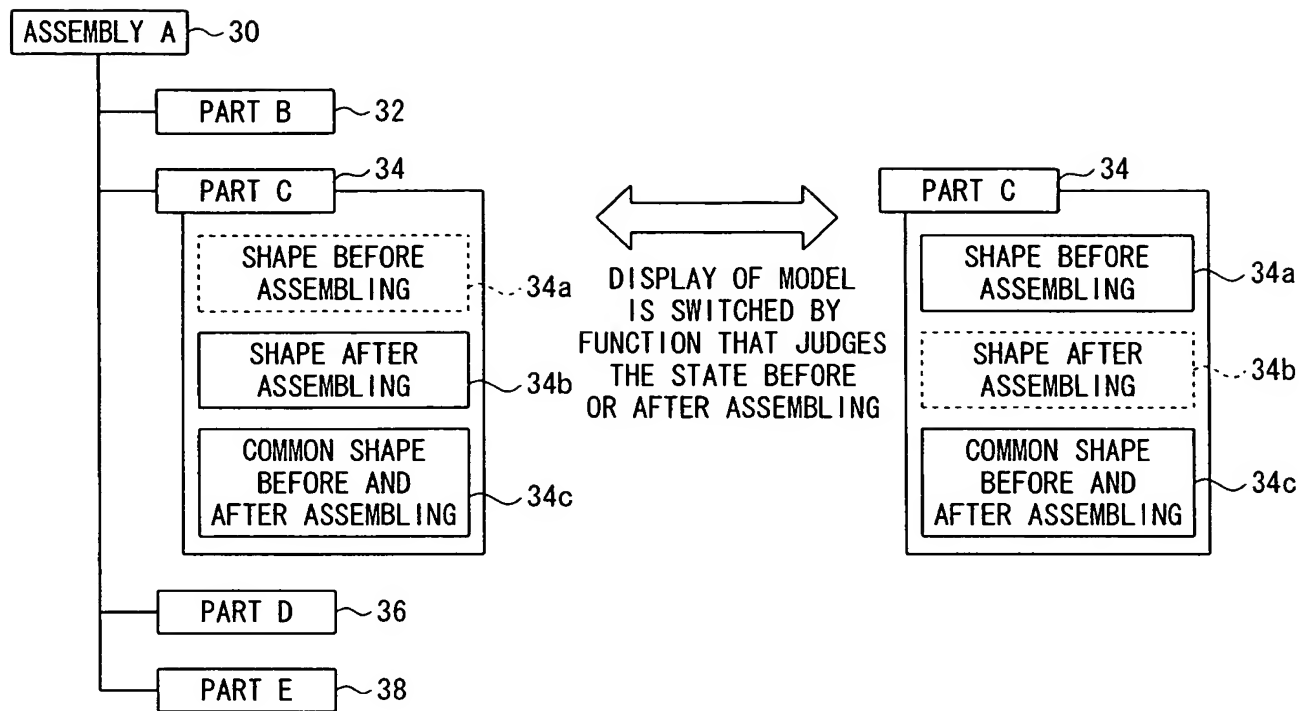 ASSEMBLY A 30
PART B 32
PART C 34
SHAPE BEFORE
ASSEMBLING 34a
SHAPE AFTER
ASSEMBLING 34b
COMMON SHAPE
BEFORE AND
AFTER ASSEMBLING 34c
PART D 36
PART E 38
DISPLAY OF MODEL
IS SWITCHED BY
FUNCTION THAT JUDGES
THE STATE BEFORE
OR AFTER ASSEMBLING
PART C 34
SHAPE BEFORE
ASSEMBLING 34a
SHAPE AFTER
ASSEMBLING 34b
COMMON SHAPE
BEFORE AND
AFTER ASSEMBLING 34c